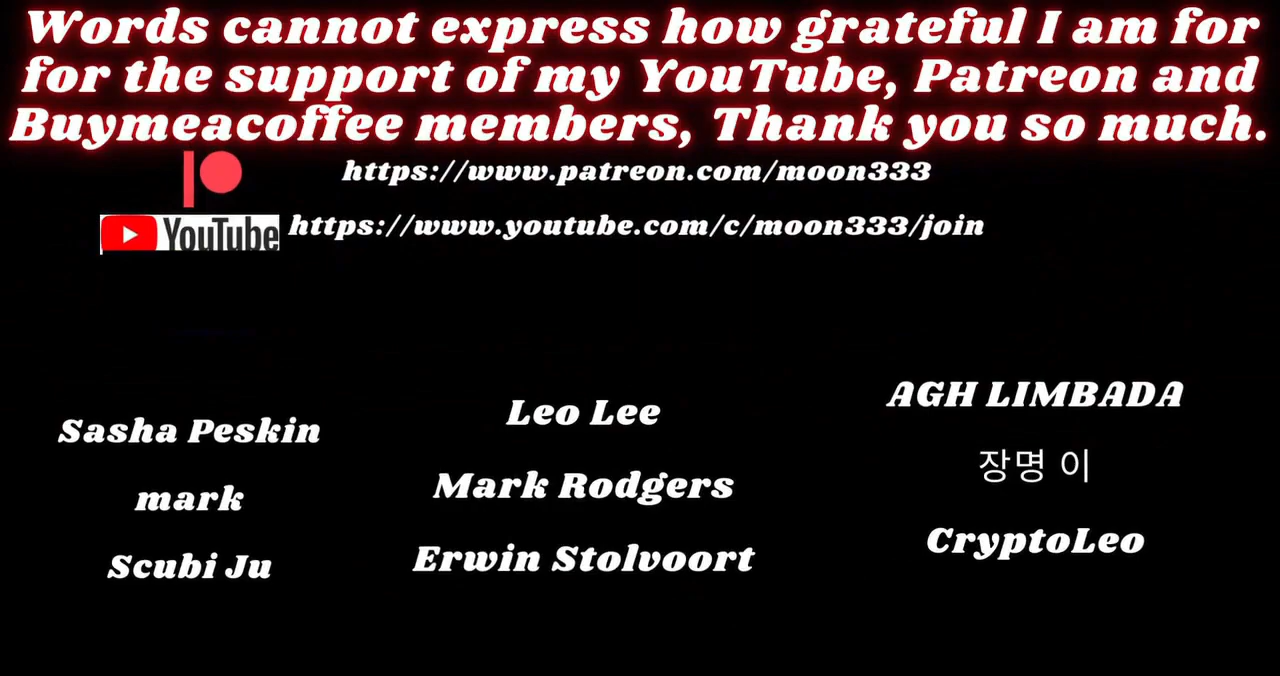 Words cannot express how grateful I am for
for the support of my YouTube, Patreon and
Buymeacoffee members, Thank you so much.
https://www.patreon.com/moon333
YouTube https://www.youtube.com/c/moon333/join
Sasha Peskin
mark
Scubi Ju
Leo Lee
Mark Rodgers
Erwin Stolvoort
AGH LIMBADA
장명 이
CryptoLeo